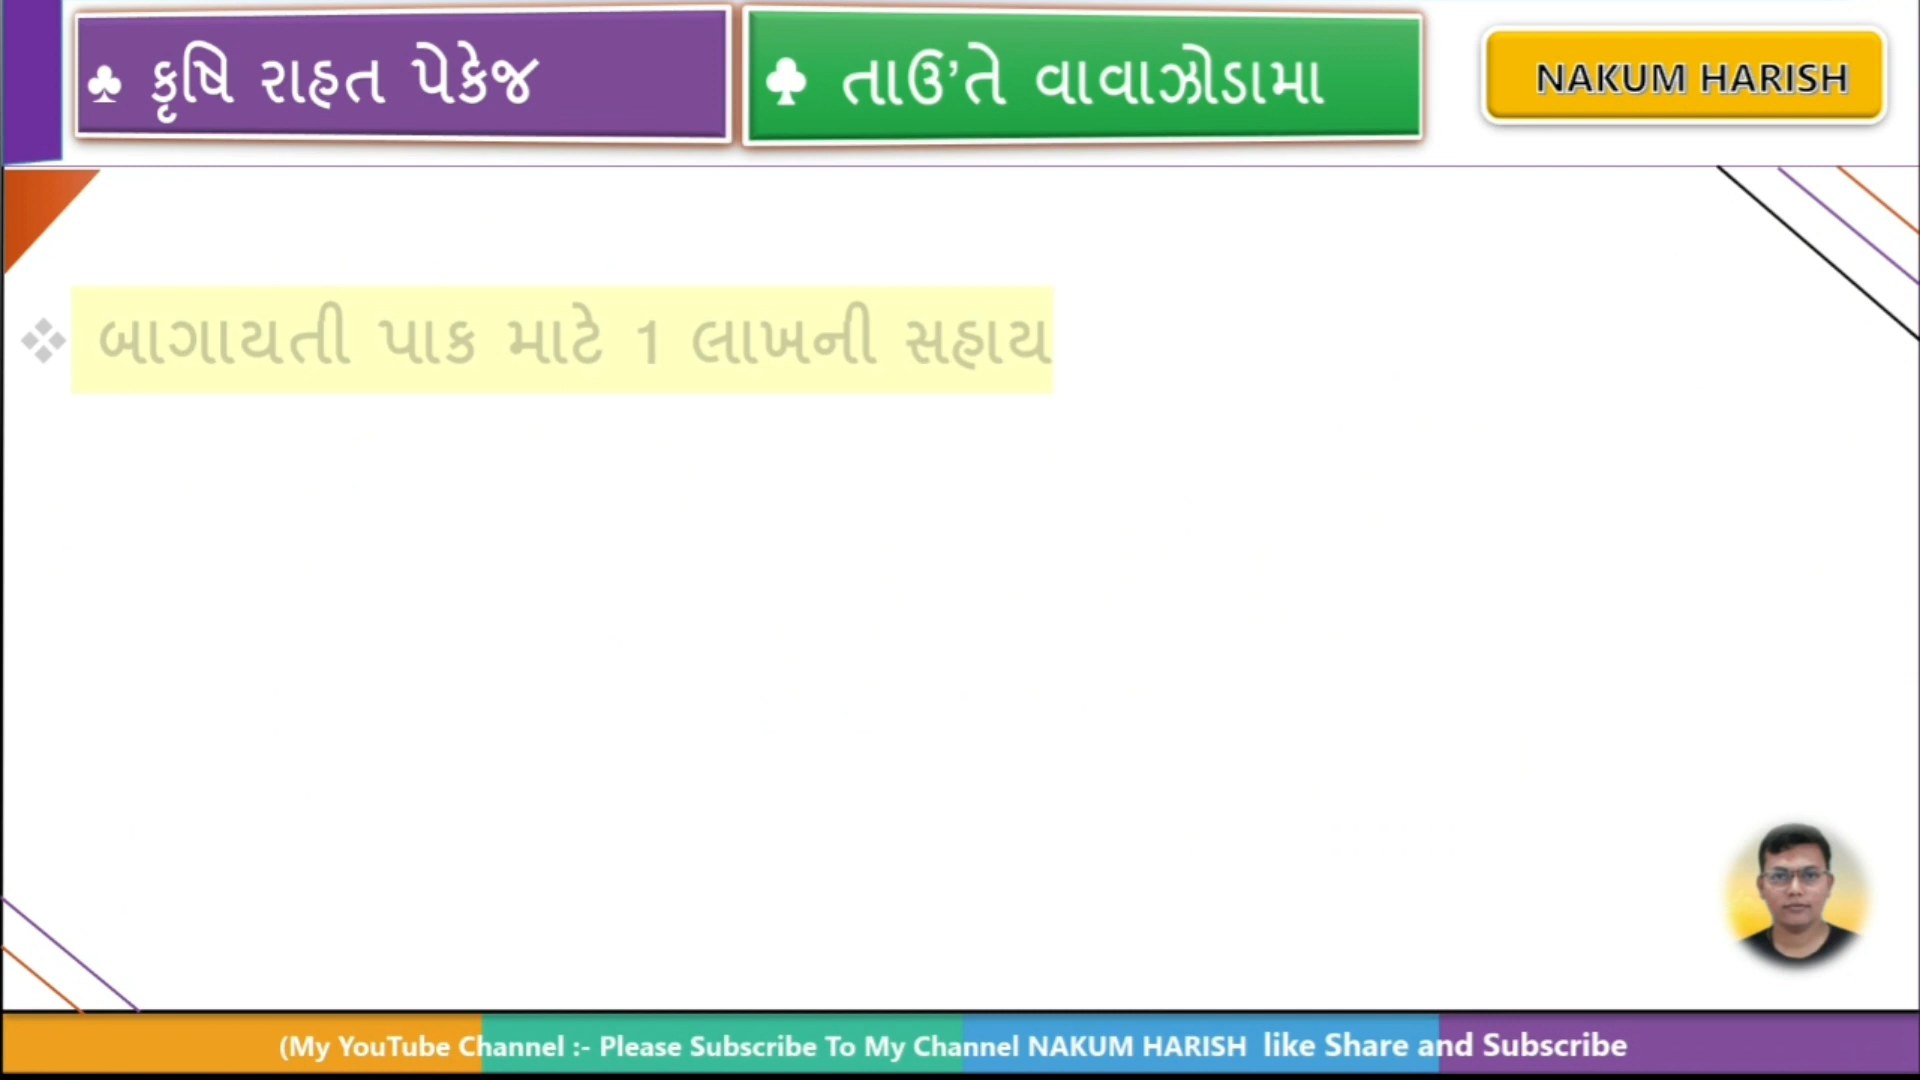 ♣ કૃષિ રાહત પેકેજ
♣ તાઉ’તે વાવાઝોડામા
NAKUM HARISH
❖ બાગાયતી પાક માટે 1 લાખની સહાય
(My YouTube Channel :- Please Subscribe To My Channel NAKUM HARISH like Share and Subscribe